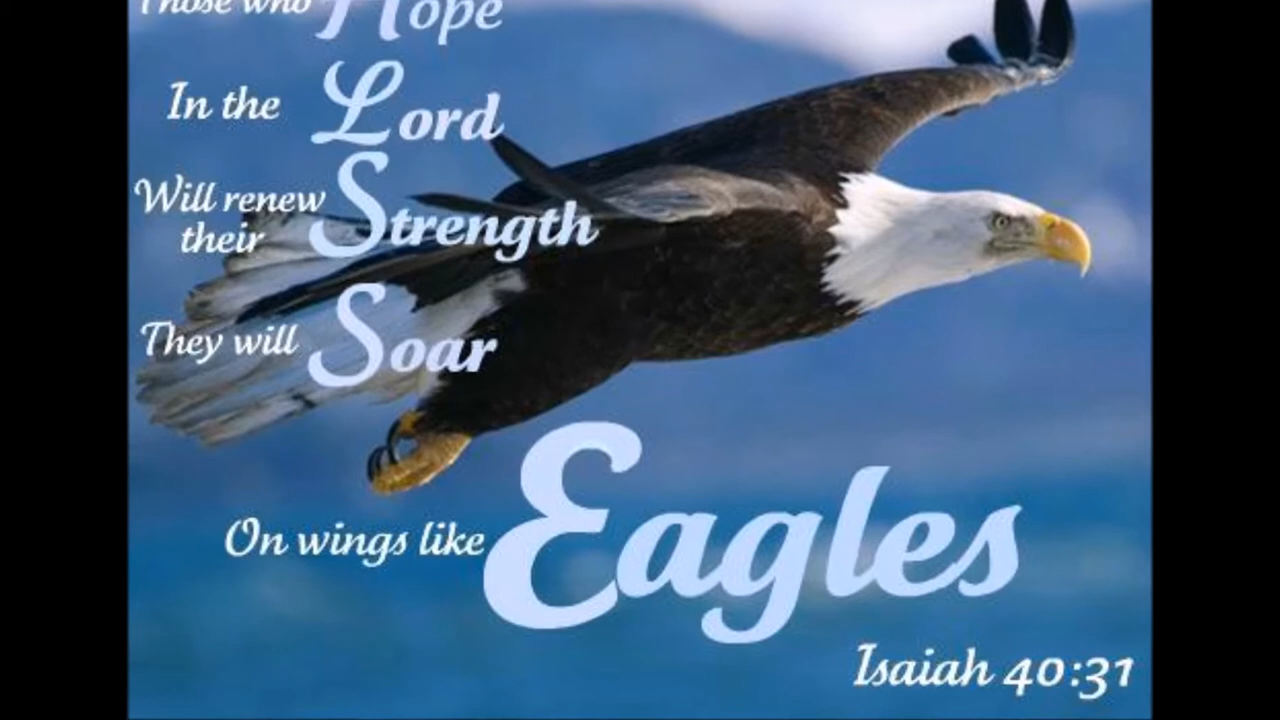 Those who Hope
In the Lord
Will renew their Strength
They will Soar
On wings like Eagles
Isaiah 40:31